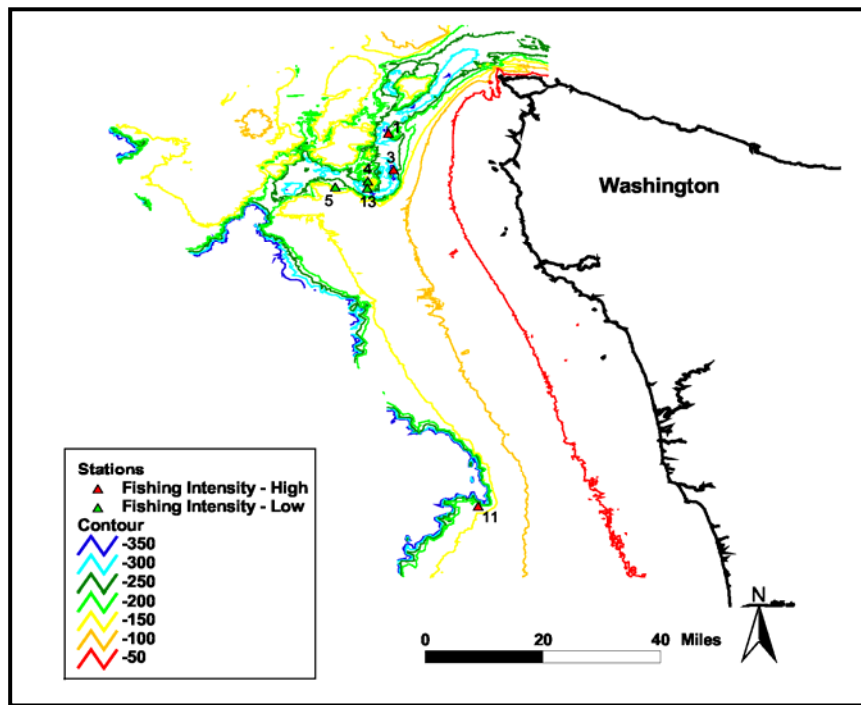 1
3
4
5
13
Washington
11
Stations
Fishing Intensity - High
Fishing Intensity - Low
Contour
-350
-300
-250
-200
-150
-100
-50
N
0 20 40 Miles